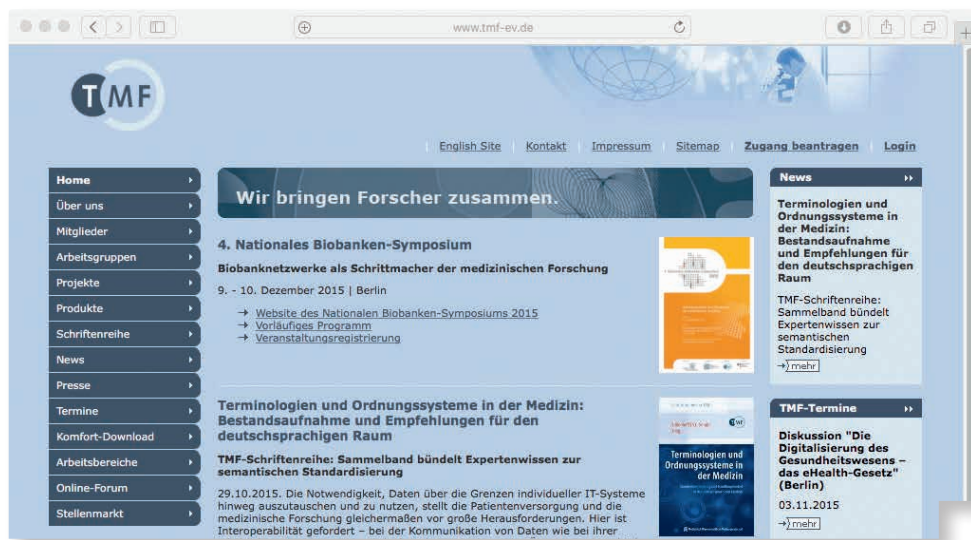 www.tmf-ev.de
TMF
English Site
Kontakt
Impressum
Sitemap
Zugang beantragen
Login
Home
Über uns
Mitglieder
Arbeitsgruppen
Projekte
Produkte
Schriftenreihe
News
Presse
Termine
Komfort-Download
Arbeitsbereiche
Online-Forum
Stellenmarkt
Wir bringen Forscher zusammen.
4. Nationales Biobanken-Symposium
Biobanknetzwerke als Schrittmacher der medizinischen Forschung
9. - 10. Dezember 2015 | Berlin
→ Website des Nationalen Biobanken-Symposiums 2015
→ Vorläufiges Programm
→ Veranstaltungsregistrierung
Terminologien und Ordnungssysteme in der Medizin:
Bestandsaufnahme und Empfehlungen für den
deutschsprachigen Raum
TMF-Schriftenreihe: Sammelband bündelt Expertenwissen zur
semantischen Standardisierung
29.10.2015. Die Notwendigkeit, Daten über die Grenzen individueller IT-Systeme
hinweg auszutauschen und zu nutzen, stellt die Patientenversorgung und die
medizinische Forschung gleichermaßen vor große Herausforderungen. Hier ist
Interoperabilität gefordert – bei der Kommunikation von Daten wie bei ihrer
TMF
Terminologien und
Ordnungssysteme in
der Medizin
News
Terminologien und
Ordnungssysteme in
der Medizin:
Bestandsaufnahme
und Empfehlungen für
den deutschsprachigen
Raum
TMF-Schriftenreihe:
Sammelband bündelt
Expertenwissen zur
semantischen
Standardisierung
mehr
TMF-Termine
Diskussion "Die
Digitalisierung des
Gesundheitswesens –
das eHealth-Gesetz"
(Berlin)
03.11.2015
mehr